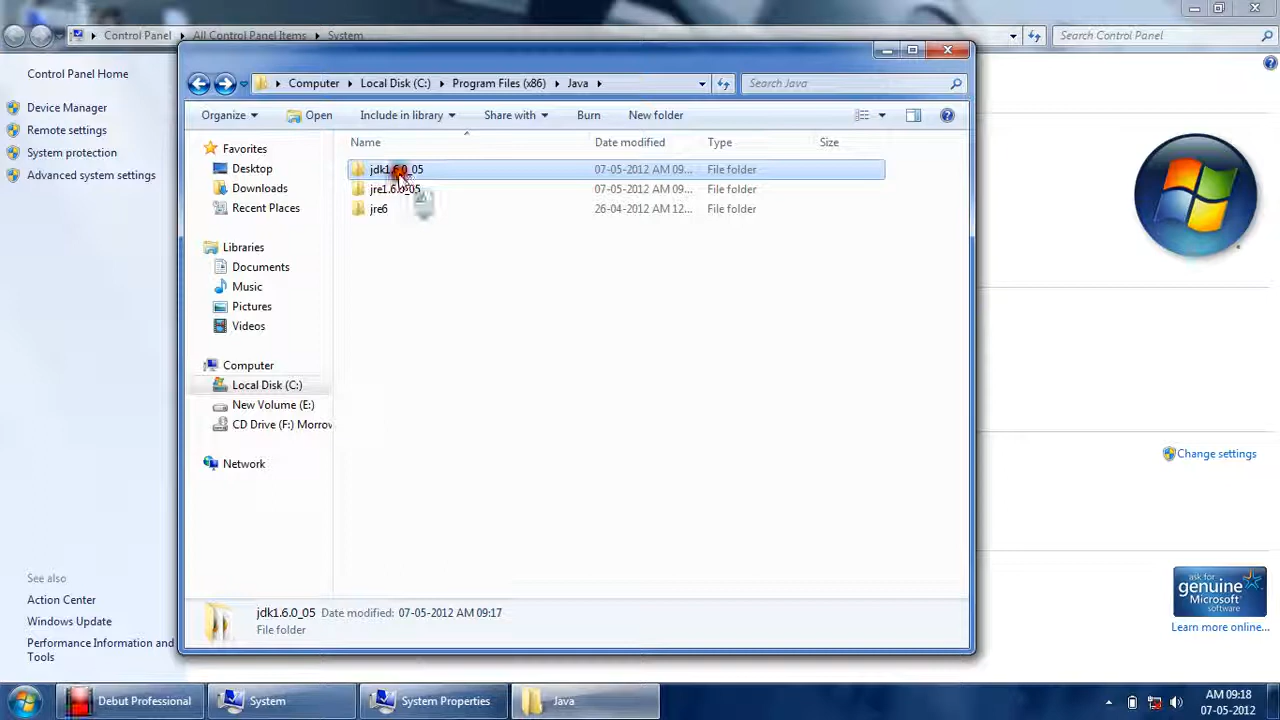 Control Panel All Control Panel Items System Search Control Panel
Control Panel Home
Device Manager
Remote settings
System protection
Advanced system settings
Computer Local Disk (C:) Program Files (x86) Java Search Java
Organize Open Include in library Share with Burn New folder
Favorites
Desktop
Downloads
Recent Places
Libraries
Documents
Music
Pictures
Videos
Computer
Local Disk (C:)
New Volume (E:)
CD Drive (F:) Morrow
Network
Name Date modified Type Size
jdk1.6.0_05 07-05-2012 AM 09... File folder
jre1.6.0_05 07-05-2012 AM 09... File folder
jre6 26-04-2012 AM 12... File folder
jdk1.6.0_05 Date modified: 07-05-2012 AM 09:17
File folder
Change settings
ask for
genuine
Microsoft
software
Learn more online...
See also
Action Center
Windows Update
Performance Information and
Tools
Debut Professional System System Properties Java
AM 09:18
07-05-2012